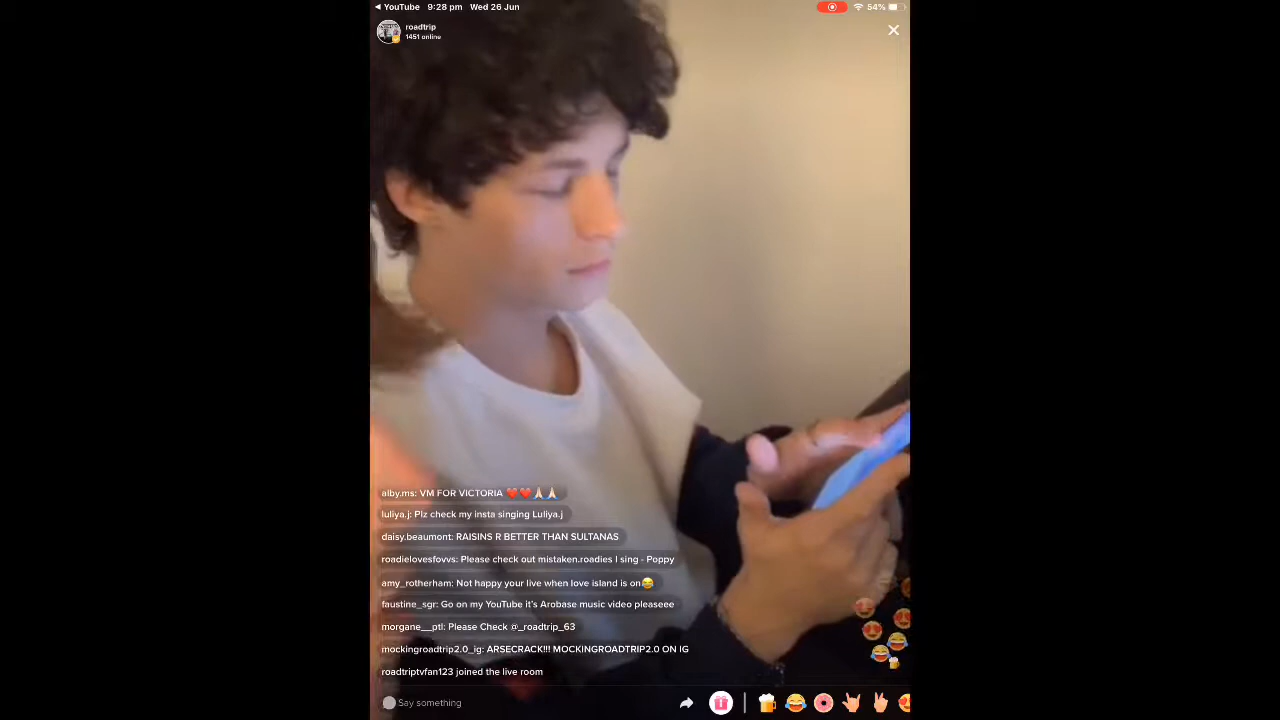 YouTube 9:28 pm Wed 26 Jun 54%
roadtrip
1451 online
alby.ms: VM FOR VICTORIA ❤️❤️🙏🏻🙏🏻
luliya.j: Plz check my insta singing Luliya.j
daisy.beaumont: RAISINS R BETTER THAN SULTANAS
roadielovesfovvs: Please check out mistaken.roadies I sing - Poppy
amy_rotherham: Not happy your live when love island is on😂
faustine_sgr: Go on my YouTube it's Arobase music video pleaseee
morgane__ptl: Please Check @_roadtrip_63
mockingroadtrip2.0_ig: ARSECRACK!!! MOCKINGROADTRIP2.0 ON IG
roadtriptvfan123 joined the live room
Say something